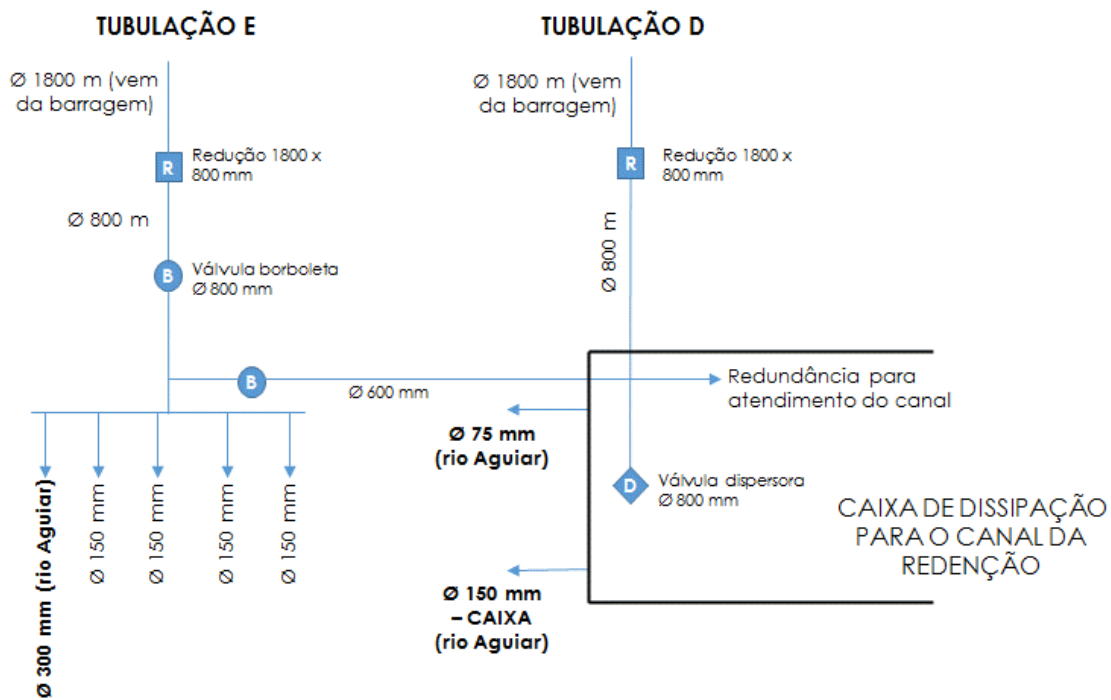 TUBULAÇÃO E
Ø 1800 m (vem
da barragem)
R
Redução 1800 x
800 mm
Ø 800 m
B
Válvula borboleta
Ø 800 mm
B
Ø 600 mm
Ø 300 mm (rio Aguiar)
Ø 150 mm
Ø 150 mm
Ø 150 mm
Ø 150 mm
TUBULAÇÃO D
Ø 1800 m (vem
da barragem)
R
Redução 1800 x
800 mm
Ø 800 m
Redundância para
atendimento do canal
Ø 75 mm
(rio Aguiar)
D
Válvula dispersora
Ø 800 mm
CAIXA DE DISSIPAÇÃO
PARA O CANAL DA
REDENÇÃO
Ø 150 mm
– CAIXA
(rio Aguiar)